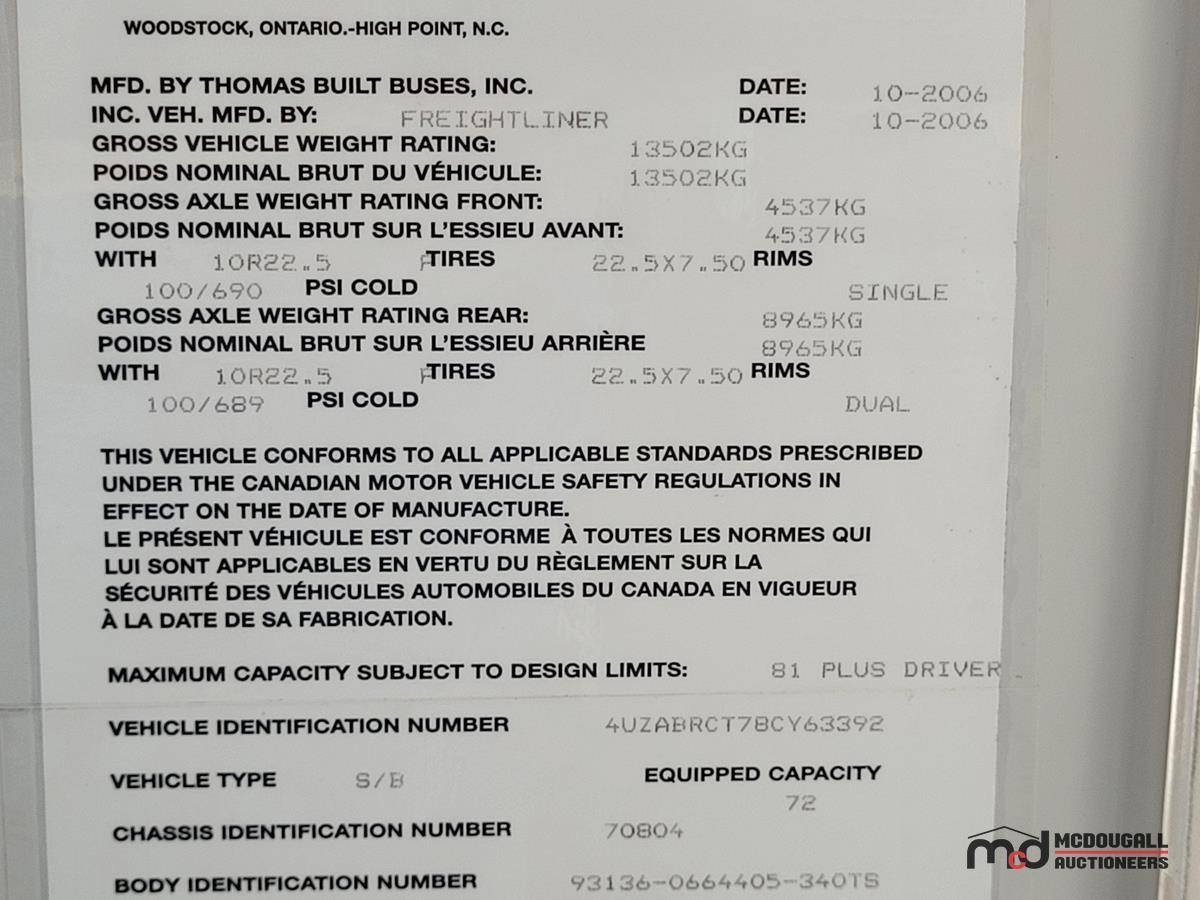 WOODSTOCK, ONTARIO.-HIGH POINT, N.C.
MFD. BY THOMAS BUILT BUSES, INC. DATE: 10-2006
INC. VEH. MFD. BY: FREIGHTLINER DATE: 10-2006
GROSS VEHICLE WEIGHT RATING: 13502KG
POIDS NOMINAL BRUT DU VÉHICULE: 13502KG
GROSS AXLE WEIGHT RATING FRONT: 4537KG
POIDS NOMINAL BRUT SUR L'ESSIEU AVANT: 4537KG
WITH 10R22.5 TIRES 22.5X7.50 RIMS
100/690 PSI COLD SINGLE
GROSS AXLE WEIGHT RATING REAR: 8965KG
POIDS NOMINAL BRUT SUR L'ESSIEU ARRIÈRE 8965KG
WITH 10R22.5 TIRES 22.5X7.50 RIMS
100/689 PSI COLD DUAL
THIS VEHICLE CONFORMS TO ALL APPLICABLE STANDARDS PRESCRIBED
UNDER THE CANADIAN MOTOR VEHICLE SAFETY REGULATIONS IN
EFFECT ON THE DATE OF MANUFACTURE.
LE PRÉSENT VÉHICULE EST CONFORME À TOUTES LES NORMES QUI
LUI SONT APPLICABLES EN VERTU DU RÈGLEMENT SUR LA
SÉCURITÉ DES VÉHICULES AUTOMOBILES DU CANADA EN VIGUEUR
À LA DATE DE SA FABRICATION.
MAXIMUM CAPACITY SUBJECT TO DESIGN LIMITS: 81 PLUS DRIVER
VEHICLE IDENTIFICATION NUMBER 4UZABRCT78CY63392
VEHICLE TYPE S/B EQUIPPED CAPACITY
72
CHASSIS IDENTIFICATION NUMBER 70804
BODY IDENTIFICATION NUMBER 93136-0664405-340TS
mcd MCDOUGALL
AUCTIONEERS